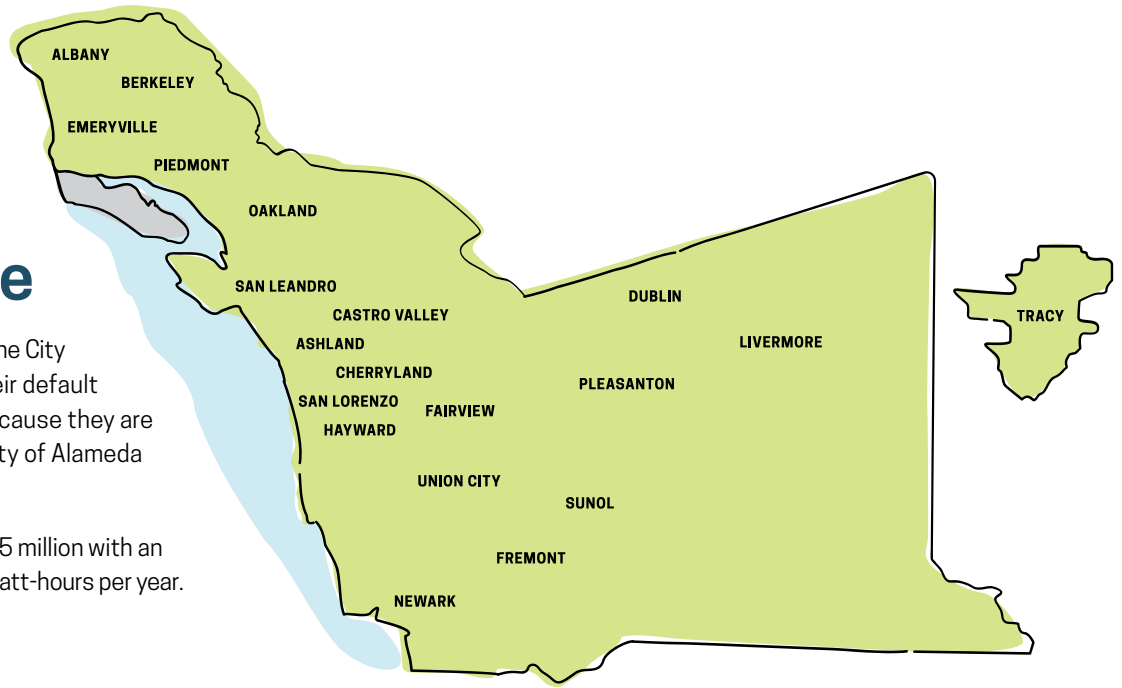 e
ne City
eir default
cause they are
ty of Alameda
5 million with an
att-hours per year.
ALBANY
BERKELEY
EMERYVILLE
PIEDMONT
OAKLAND
SAN LEANDRO
CASTRO VALLEY
ASHLAND
CHERRYLAND
SAN LORENZO
FAIRVIEW
HAYWARD
UNION CITY
SUNOL
FREMONT
NEWARK
DUBLIN
LIVERMORE
PLEASANTON
TRACY